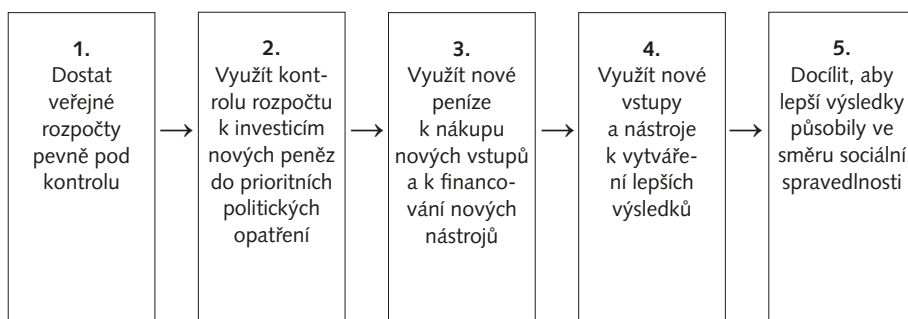 1.
Dostat
veřejné
rozpočty
pevně pod
kontrolu
2.
Využít kont-
rolu rozpočtu
k investicím
nových peněz
do prioritních
politických
opatření
3.
Využít nové
peníze
k nákupu
nových vstupů
a k financo-
vání nových
nástrojů
4.
Využít nové
vstupy
a nástroje
k vytváře-
ní lepších
výsledků
5.
Docílit, aby
lepší výsledky
působily ve
směru sociální
spravedlnosti